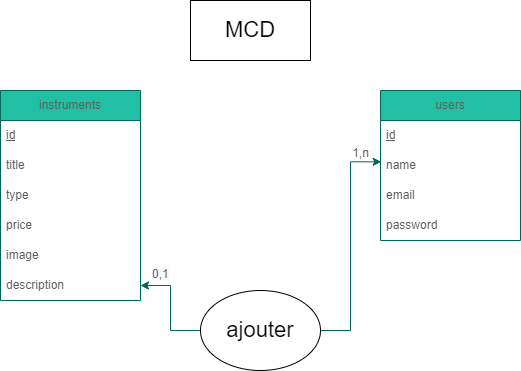 MCD
instruments
id
title
type
price
image
description
users
id
name
email
password
1,n
0,1
ajouter